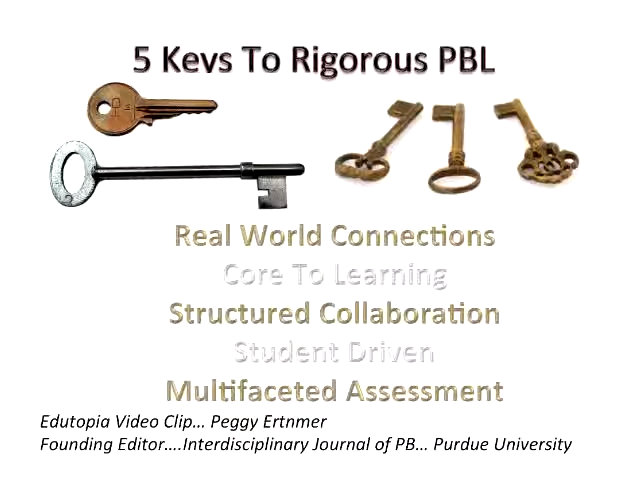 5 Keys To Rigorous PBL
Real World Connections
Core To Learning
Structured Collaboration
Student Driven
Multifaceted Assessment
Edutopia Video Clip... Peggy Ertnmer
Founding Editor....Interdisciplinary Journal of PB... Purdue University